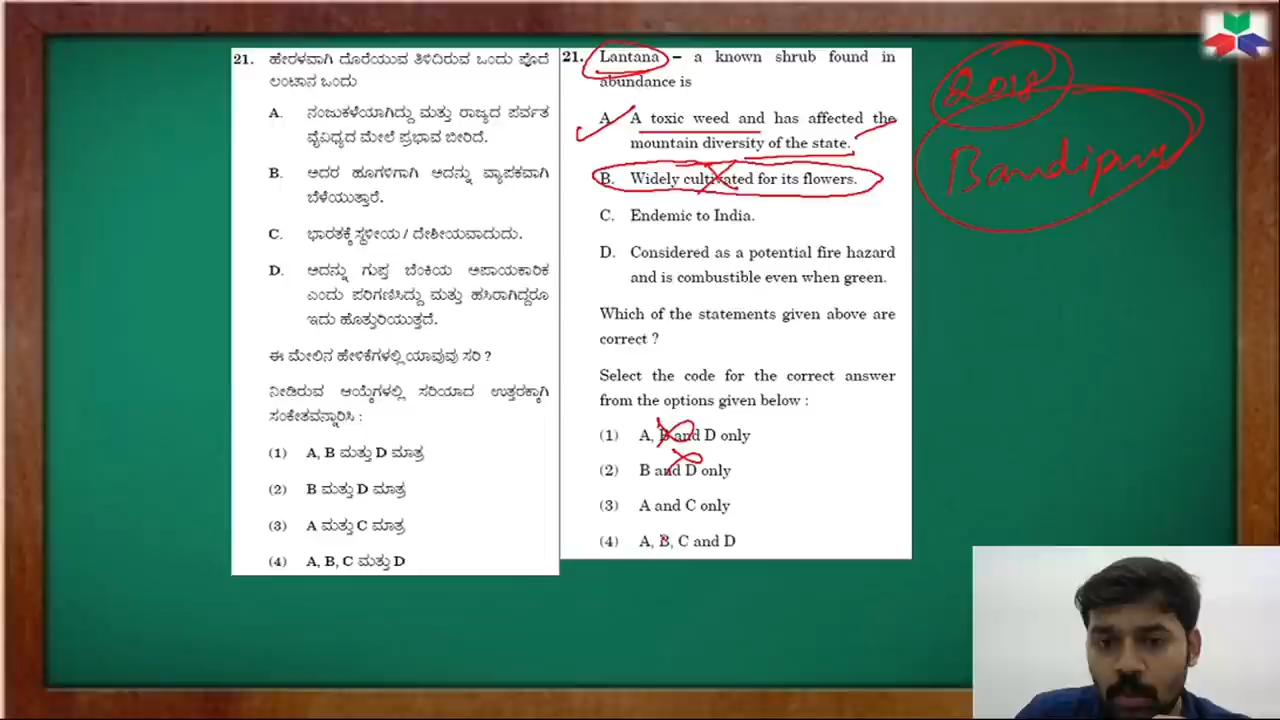 21. ಹೇರಳವಾಗಿ ದೊರೆಯುವ ತಿಳಿದಿರುವ ಒಂದು ಪೊದೆ
ಲಂಟಾನ ಒಂದು
A. ನಂಜುಕಳೆಯಾಗಿದ್ದು ಮತ್ತು ರಾಜ್ಯದ ಪರ್ವತ
ವೈವಿಧ್ಯದ ಮೇಲೆ ಪ್ರಭಾವ ಬೀರಿದೆ.
B. ಅದರ ಹೂಗಳಿಗಾಗಿ ಅದನ್ನು ವ್ಯಾಪಕವಾಗಿ
ಬೆಳೆಯುತ್ತಾರೆ.
C. ಭಾರತಕ್ಕೆ ಸ್ಥಳೀಯ / ದೇಶೀಯವಾದುದು.
D. ಅದನ್ನು ಗುಪ್ತ ಬೆಂಕಿಯ ಅಪಾಯಕಾರಿಕ
ಎಂದು ಪರಿಗಣಿಸಿದ್ದು ಮತ್ತು ಹಸಿರಾಗಿದ್ದರೂ
ಇದು ಹೊತ್ತುರಿಯುತ್ತದೆ.
ಈ ಮೇಲಿನ ಹೇಳಿಕೆಗಳಲ್ಲಿ ಯಾವುವು ಸರಿ ?
ನೀಡಿರುವ ಆಯ್ಕೆಗಳಲ್ಲಿ ಸರಿಯಾದ ಉತ್ತರಕ್ಕಾಗಿ
ಸಂಕೇತವನ್ನಾರಿಸಿ :
(1) A, B ಮತ್ತು D ಮಾತ್ರ
(2) B ಮತ್ತು D ಮಾತ್ರ
(3) A ಮತ್ತು C ಮಾತ್ರ
(4) A, B, C ಮತ್ತು D
21. Lantana – a known shrub found in
abundance is
A. A toxic weed and has affected the
mountain diversity of the state.
B. Widely cultivated for its flowers.
C. Endemic to India.
D. Considered as a potential fire hazard
and is combustible even when green.
Which of the statements given above are
correct ?
Select the code for the correct answer
from the options given below :
(1) A, B and D only
(2) B and D only
(3) A and C only
(4) A, B, C and D
2018
Bandipur